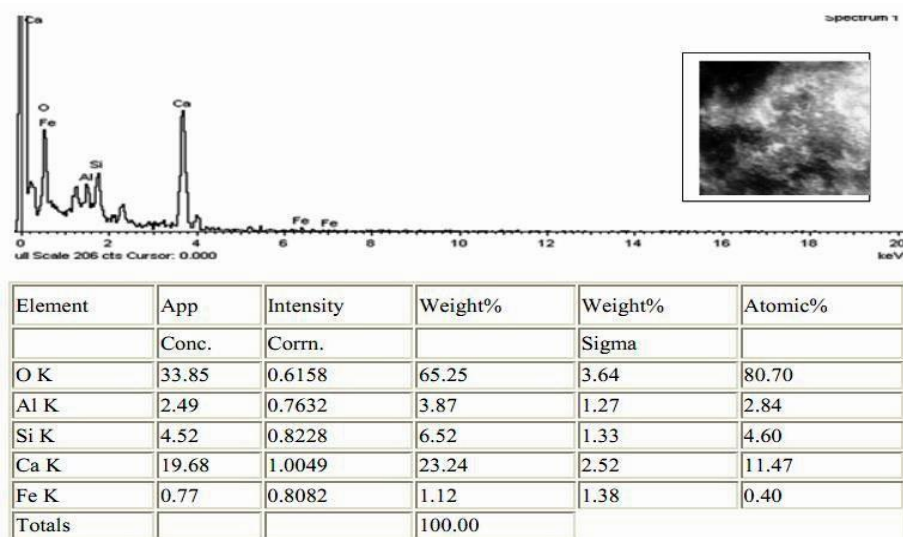 Ca
Spectrum 1
O
Fe
Ca
Si
Al
Fe Fe
0 2 4 6 8 10 12 14 16 18 20
ull Scale 206 cts Cursor: 0.000 keV
Element App Intensity Weight% Weight% Atomic%
Conc. Corrn. Sigma
O K 33.85 0.6158 65.25 3.64 80.70
Al K 2.49 0.7632 3.87 1.27 2.84
Si K 4.52 0.8228 6.52 1.33 4.60
Ca K 19.68 1.0049 23.24 2.52 11.47
Fe K 0.77 0.8082 1.12 1.38 0.40
Totals 100.00